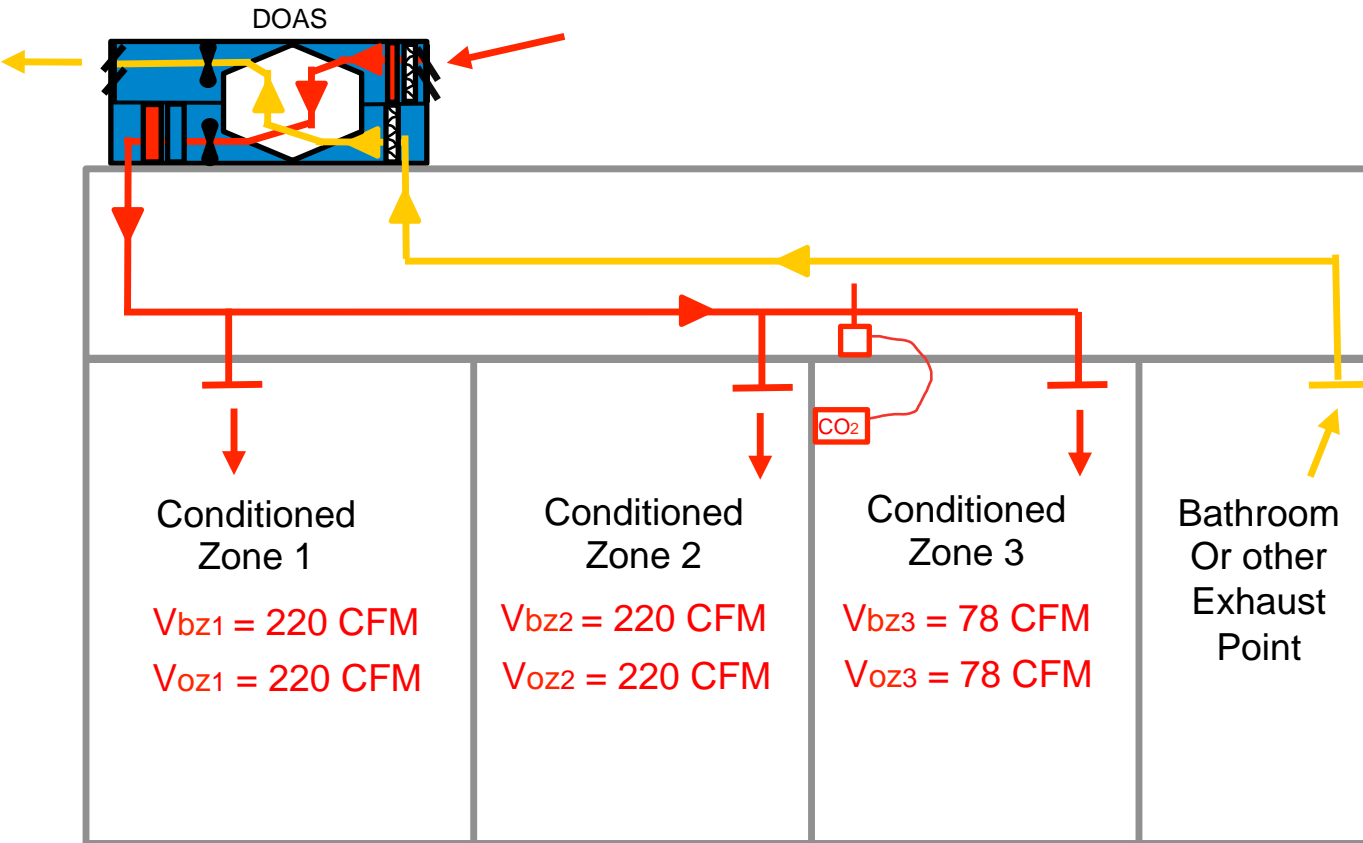 DOAS
CO2
Conditioned
Zone 1
Vbz1 = 220 CFM
Voz1 = 220 CFM
Conditioned
Zone 2
Vbz2 = 220 CFM
Voz2 = 220 CFM
Conditioned
Zone 3
Vbz3 = 78 CFM
Voz3 = 78 CFM
Bathroom
Or other
Exhaust
Point